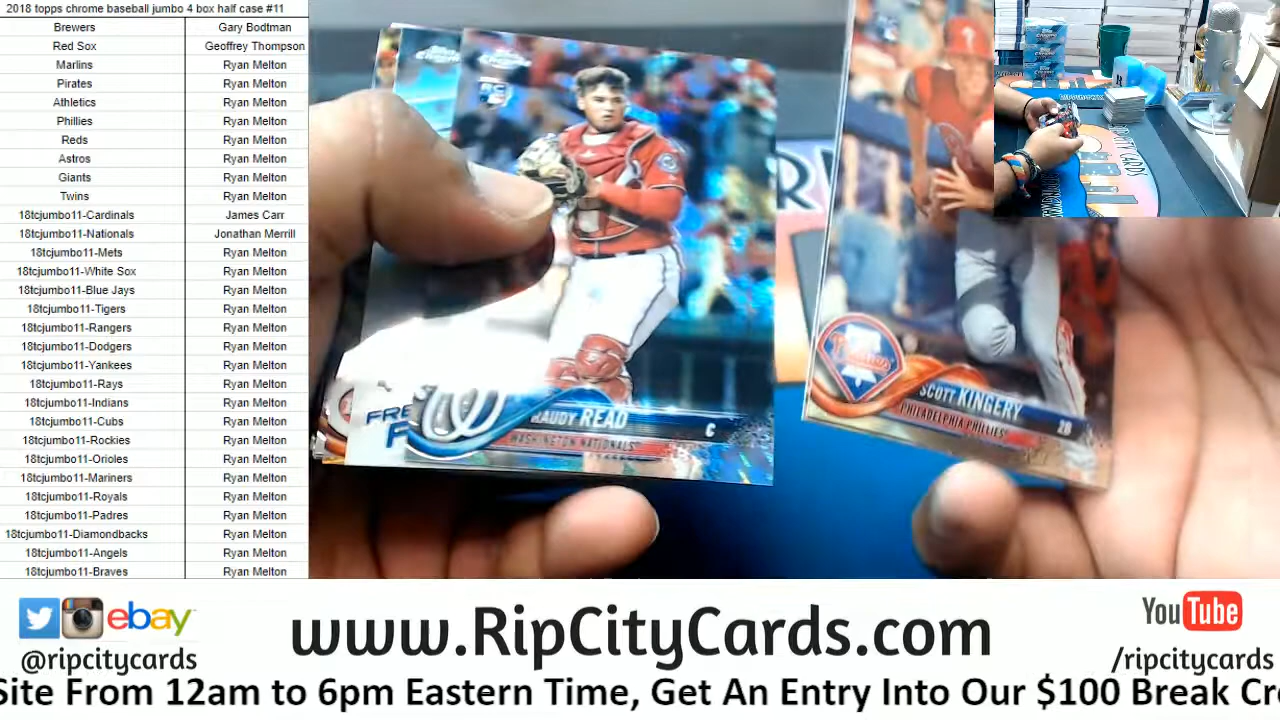 2018 topps chrome baseball jumbo 4 box half case #11
Brewers Gary Bodtman
Red Sox Geoffrey Thompson
Marlins Ryan Melton
Pirates Ryan Melton
Athletics Ryan Melton
Phillies Ryan Melton
Reds Ryan Melton
Astros Ryan Melton
Giants Ryan Melton
Twins Ryan Melton
18tcjumbo11-Cardinals James Carr
18tcjumbo11-Nationals Jonathan Merrill
18tcjumbo11-Mets Ryan Melton
18tcjumbo11-White Sox Ryan Melton
18tcjumbo11-Blue Jays Ryan Melton
18tcjumbo11-Tigers Ryan Melton
18tcjumbo11-Rangers Ryan Melton
18tcjumbo11-Dodgers Ryan Melton
18tcjumbo11-Yankees Ryan Melton
18tcjumbo11-Rays Ryan Melton
18tcjumbo11-Indians Ryan Melton
18tcjumbo11-Cubs Ryan Melton
18tcjumbo11-Rockies Ryan Melton
18tcjumbo11-Orioles Ryan Melton
18tcjumbo11-Mariners Ryan Melton
18tcjumbo11-Royals Ryan Melton
18tcjumbo11-Padres Ryan Melton
18tcjumbo11-Diamondbacks Ryan Melton
18tcjumbo11-Angels Ryan Melton
18tcjumbo11-Braves Ryan Melton
RC
FRE
F
W
RAUDY READ C
WASHINGTON NATIONALS
Phillies
SCOTT KINGERY
PHILADELPHIA PHILLIES 2B
ebay
@ripcitycards
www.RipCityCards.com
YouTube
/ripcitycards
Site From 12am to 6pm Eastern Time, Get An Entry Into Our $100 Break Cre